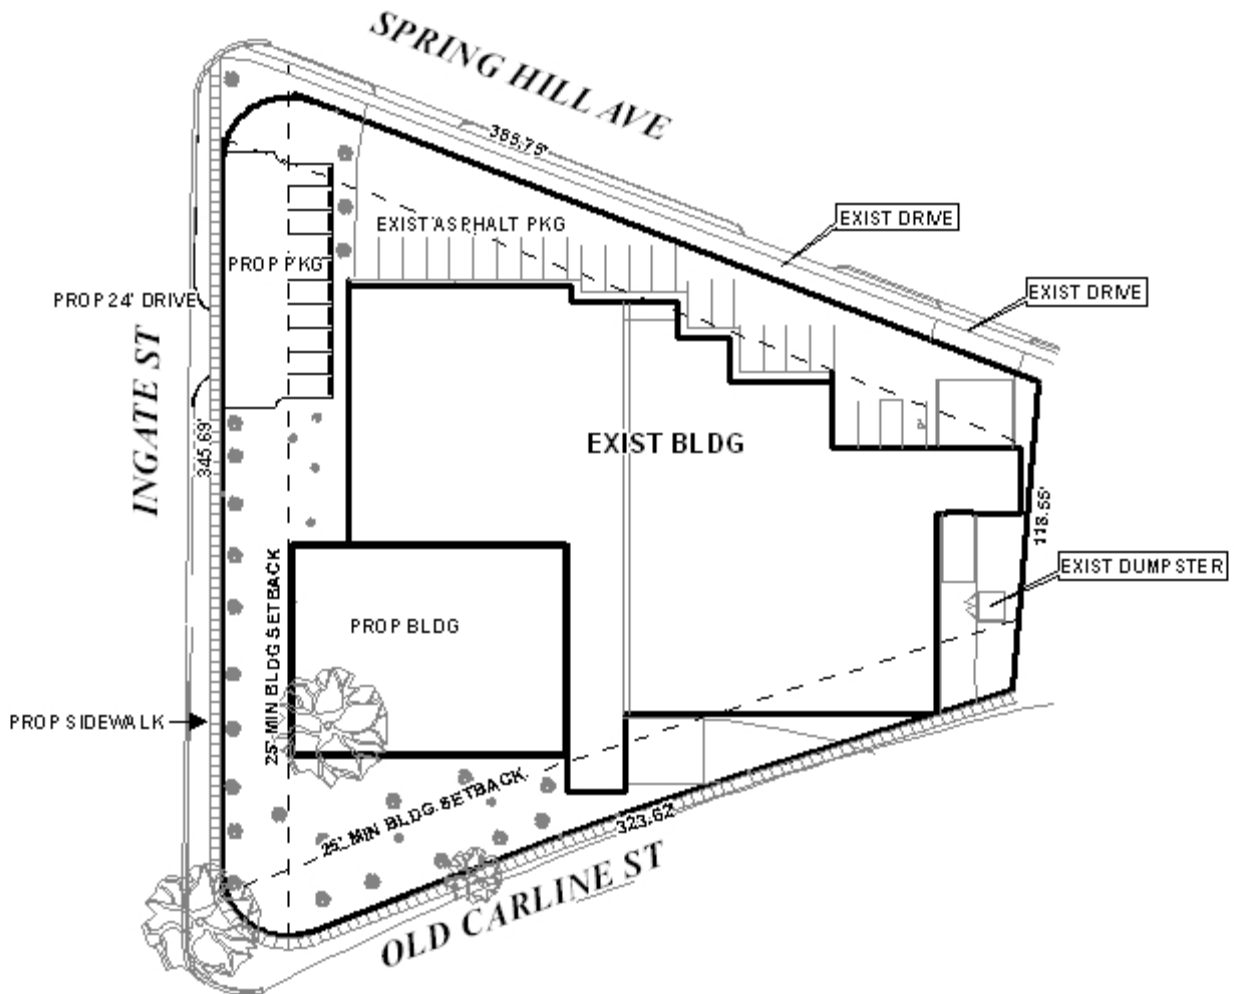 SPRING HILL AVE
365.75'
EXIST DRIVE
EXIST ASPHALT PKG
PROP PKG
EXIST DRIVE
PROP 24' DRIVE
INGATE ST
345.69'
EXIST BLDG
118.55'
EXIST DUMPSTER
25' MIN BLDG SETBACK
PROP BLDG
PROP SIDEWALK
25' MIN BLDG. SETBACK
323.62'
OLD CARLINE ST